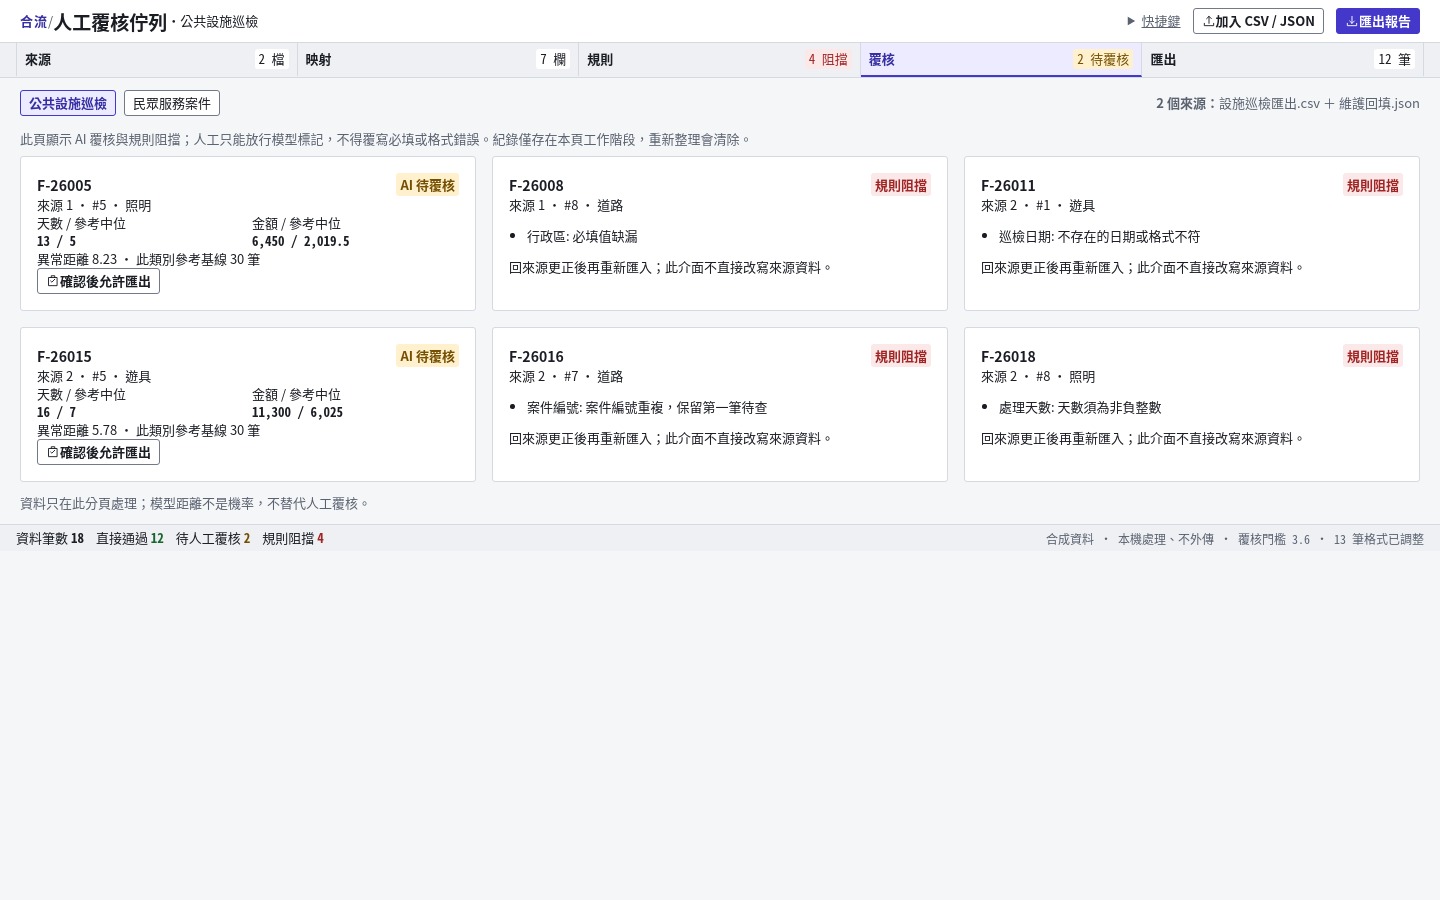 合流/人工覆核佇列 · 公共設施巡檢
▶ 快捷鍵
加入 CSV / JSON
匯出報告
來源 2 檔
映射 7 欄
規則 4 阻擋
覆核 2 待覆核
匯出 12 筆
公共設施巡檢
民眾服務案件
2 個來源：設施巡檢匯出.csv ＋ 維護回填.json
此頁顯示 AI 覆核與規則阻擋；人工只能放行模型標記，不得覆寫必填或格式錯誤。紀錄僅存在本頁工作階段，重新整理會清除。
F-26005
AI 待覆核
來源 1 · #5 · 照明
天數 / 參考中位
13 / 5
金額 / 參考中位
6,450 / 2,019.5
異常距離 8.23 · 此類別參考基線 30 筆
確認後允許匯出
F-26008
規則阻擋
來源 1 · #8 · 道路
• 行政區: 必填值缺漏
回來源更正後再重新匯入；此介面不直接改寫來源資料。
F-26011
規則阻擋
來源 2 · #1 · 遊具
• 巡檢日期: 不存在的日期或格式不符
回來源更正後再重新匯入；此介面不直接改寫來源資料。
F-26015
AI 待覆核
來源 2 · #5 · 遊具
天數 / 參考中位
16 / 7
金額 / 參考中位
11,300 / 6,025
異常距離 5.78 · 此類別參考基線 30 筆
確認後允許匯出
F-26016
規則阻擋
來源 2 · #7 · 道路
• 案件編號: 案件編號重複，保留第一筆待查
回來源更正後再重新匯入；此介面不直接改寫來源資料。
F-26018
規則阻擋
來源 2 · #8 · 照明
• 處理天數: 天數須為非負整數
回來源更正後再重新匯入；此介面不直接改寫來源資料。
資料只在此分頁處理；模型距離不是機率，不替代人工覆核。
資料筆數 18 直接通過 12 待人工覆核 2 規則阻擋 4
合成資料 · 本機處理、不外傳 · 覆核門檻 3.6 · 13 筆格式已調整